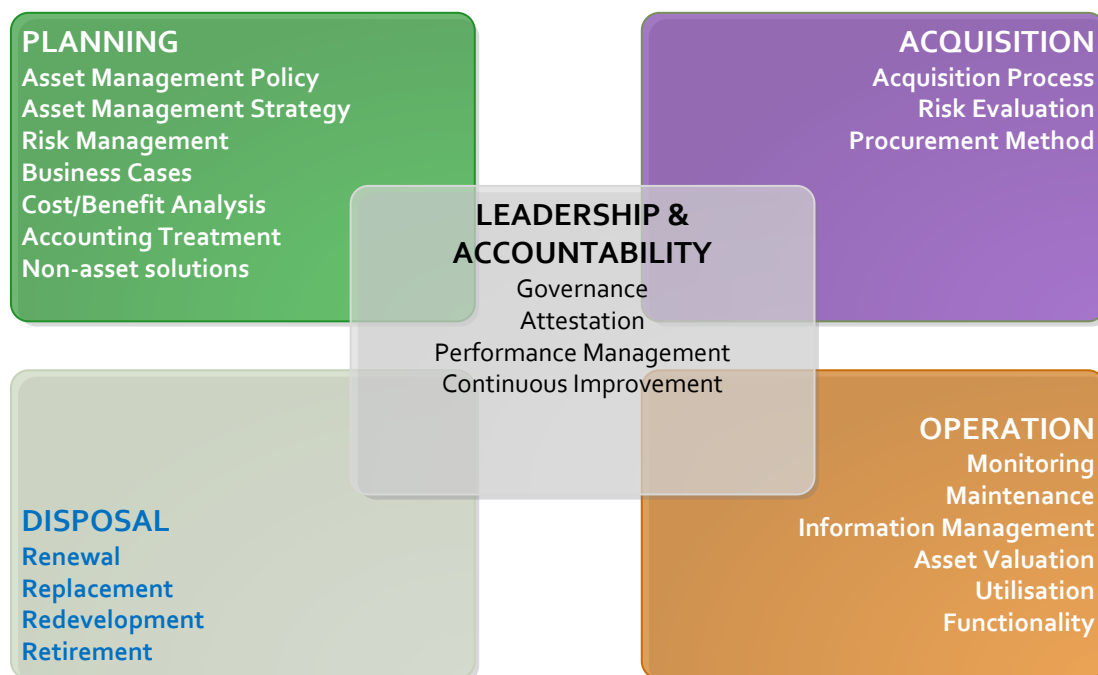 PLANNING
Asset Management Policy
Asset Management Strategy
Risk Management
Business Cases
Cost/Benefit Analysis
Accounting Treatment
Non-asset solutions
ACQUISITION
Acquisition Process
Risk Evaluation
Procurement Method
LEADERSHIP &
ACCOUNTABILITY
Governance
Attestation
Performance Management
Continuous Improvement
DISPOSAL
Renewal
Replacement
Redevelopment
Retirement
OPERATION
Monitoring
Maintenance
Information Management
Asset Valuation
Utilisation
Functionality